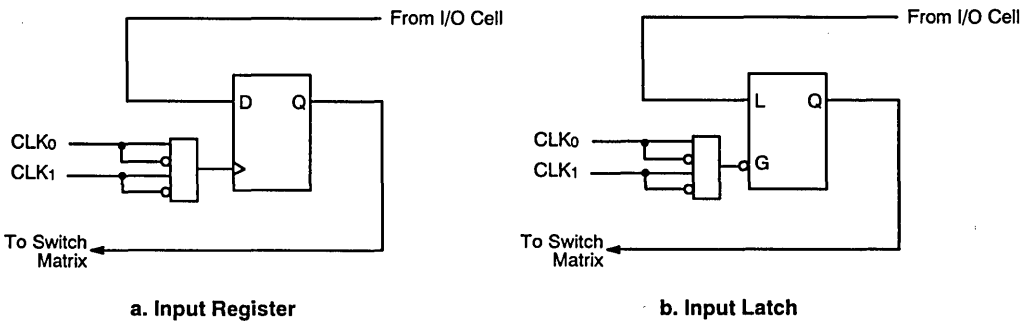 From I/O Cell
D Q
CLK0
CLK1
To Switch
Matrix
a. Input Register
From I/O Cell
L Q
CLK0
CLK1
G
To Switch
Matrix
b. Input Latch